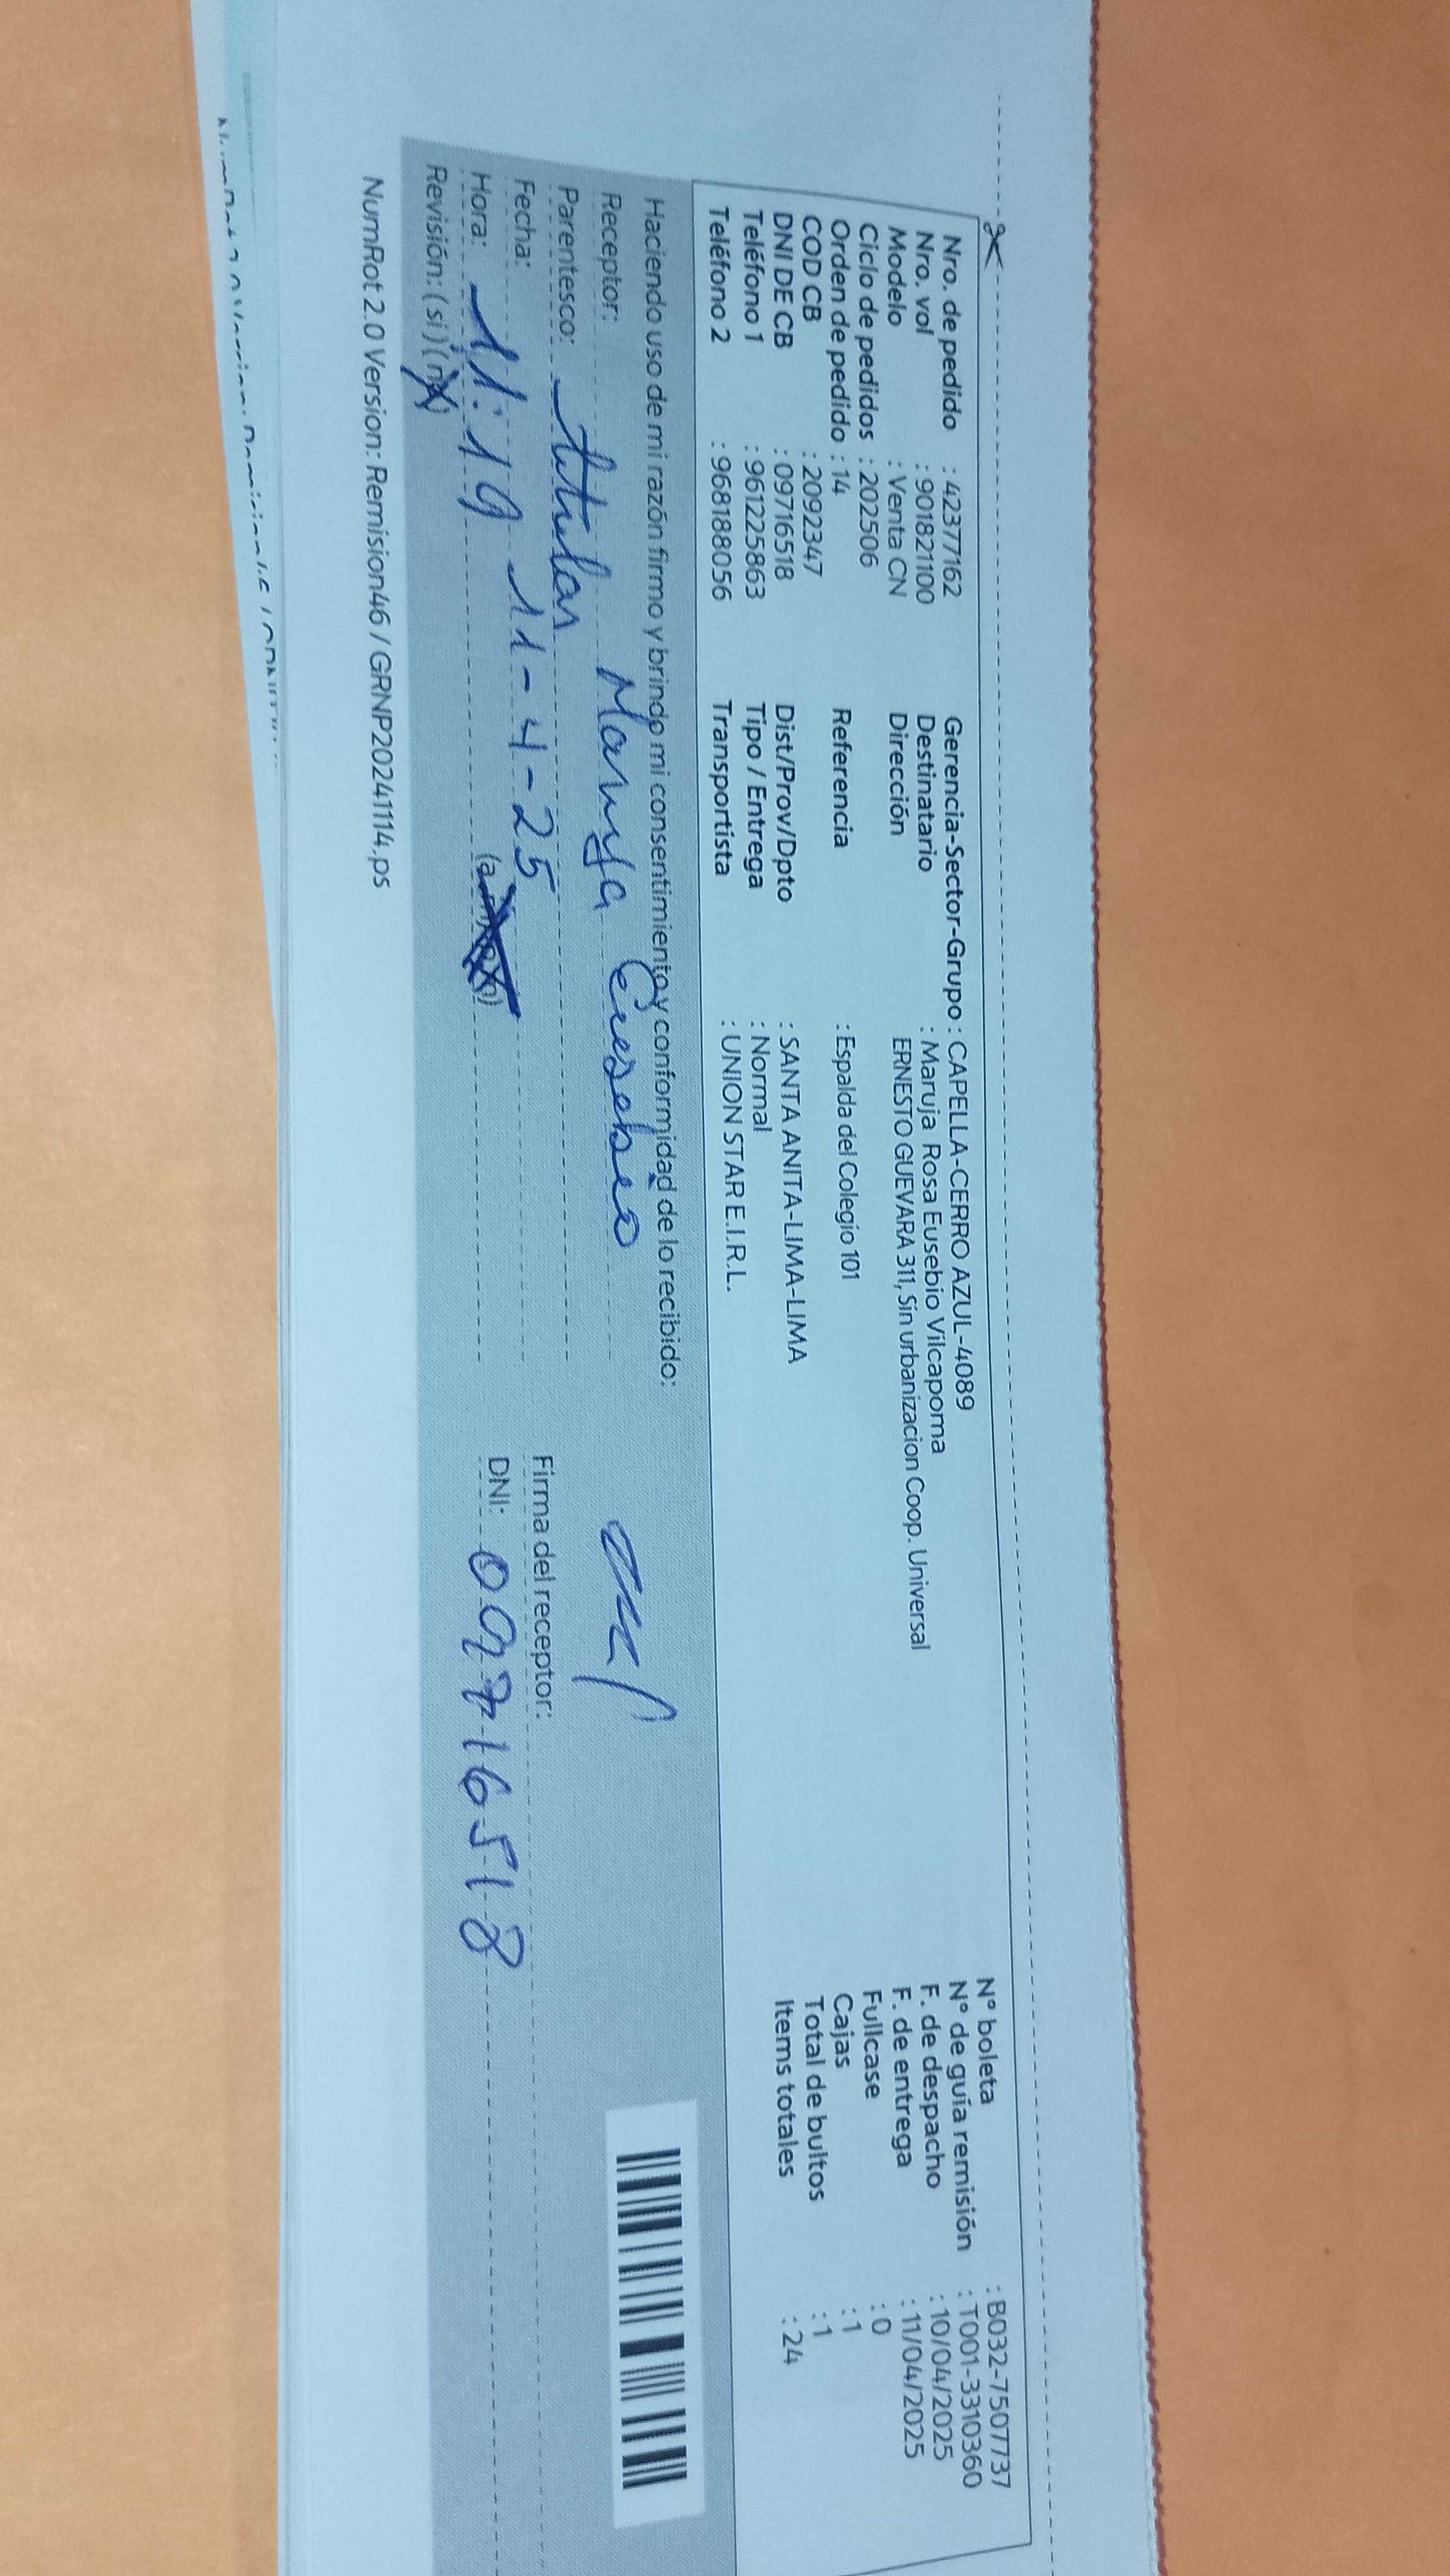 Nro. de pedido : 42377162
Nro. vol : 901821100
Modelo : Venta CN
Ciclo de pedidos : 202506
Orden de pedido : 14
COD CB : 2092347
DNI DE CB : 09716518
Teléfono 1 : 961225863
Teléfono 2 : 968188056
Gerencia-Sector-Grupo : CAPELLA-CERRO AZUL-4089
Destinatario : Maruja Rosa Eusebio Vilcapoma
Dirección ERNESTO GUEVARA 311, Sin urbanizacion Coop. Universal
Referencia : Espalda del Colegio 101
Dist/Prov/Dpto : SANTA ANITA-LIMA-LIMA
Tipo / Entrega : Normal
Transportista : UNION STAR E.I.R.L.
N° boleta : B032-7507737
N° de guía remisión : T001-3310360
F. de despacho : 10/04/2025
F. de entrega : 11/04/2025
Fullcase : 0
Cajas : 1
Total de bultos : 1
Items totales : 24
Haciendo uso de mi razón firmo y brindo mi consentimiento y conformidad de lo recibido:
Receptor: Maruja Eusebio
Parentesco: titular
Fecha: 11-4-25
Hora: 11:19
Revisión: (si) (no)
Firma del receptor:
DNI: 09716518
NumRot 2.0 Version: Remision46 / GRNP20241114.ps